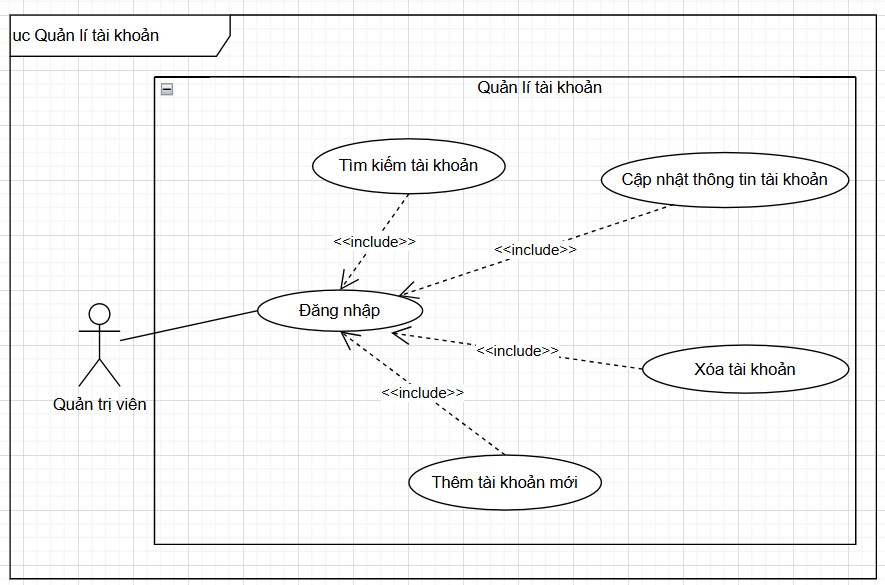 uc Quản lí tài khoản
Quản lí tài khoản
Tìm kiếm tài khoản
Cập nhật thông tin tài khoản
<<include>>
<<include>>
Đăng nhập
<<include>>
Xóa tài khoản
<<include>>
Quản trị viên
Thêm tài khoản mới